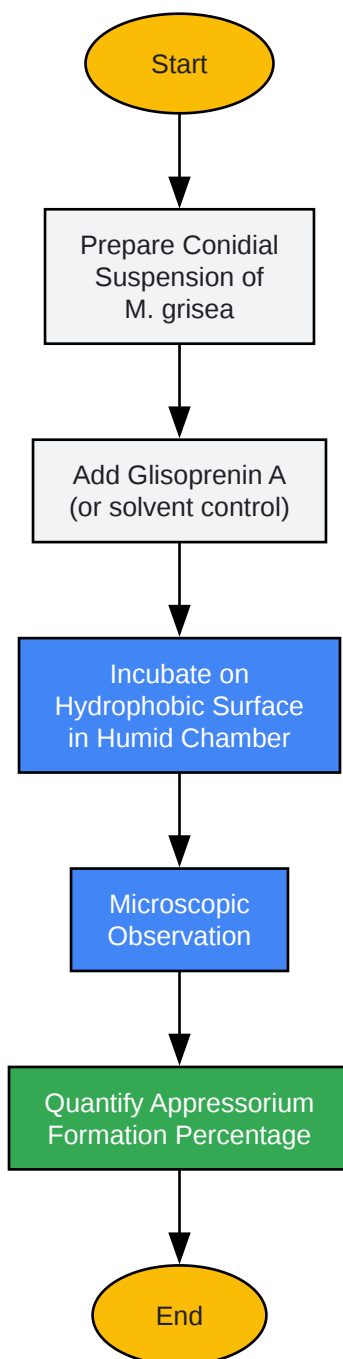 Start
Prepare Conidial
Suspension of
M. grisea
Add Glisoprenin A
(or solvent control)
Incubate on
Hydrophobic Surface
in Humid Chamber
Microscopic
Observation
Quantify Appressorium
Formation Percentage
End